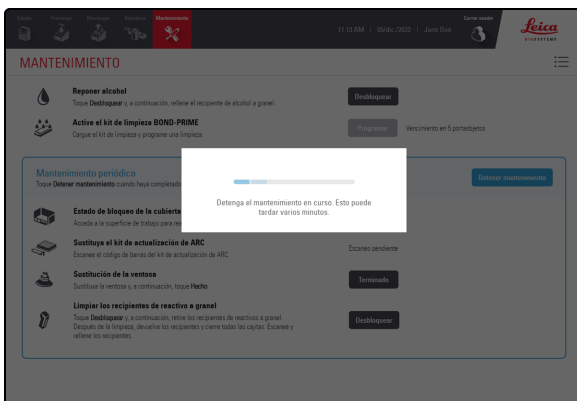 Estado
Precargar
Descargar
Reactivos
Mantenimiento
11:13 AM | 05/dic./2022 | Jane Doe
Cerrar sesión
Leica
BIOSYSTEMS
MANTENIMIENTO
Reponer alcohol
Toque Desbloquear y, a continuación, rellene el recipiente de alcohol a granel.
Desbloquear
Active el kit de limpieza BOND-PRIME
Cargue el kit de limpieza y programe una limpieza.
Programar
Vencimiento en 5 portaobjetos
Mantenimiento periódico
Toque Detener mantenimiento cuando haya completado
Detener mantenimiento
Detenga el mantenimiento en curso. Esto puede
tardar varios minutos.
Estado de bloqueo de la cubierta
Acceda a la superficie de trabajo para
Sustituya el kit de actualización de ARC
Escanee el código de barras del kit de actualización de ARC
Escaneo pendiente
Sustitución de la ventosa
Sustituya la ventosa y, a continuación, toque Hecho
Terminado
Limpiar los recipientes de reactivo a granel
Toque Desbloquear y, a continuación, retire los recipientes de reactivos a granel.
Después de la limpieza, devuelva los recipientes y cierre todas las cajitas. Escanee y
rellene los recipientes.
Desbloquear